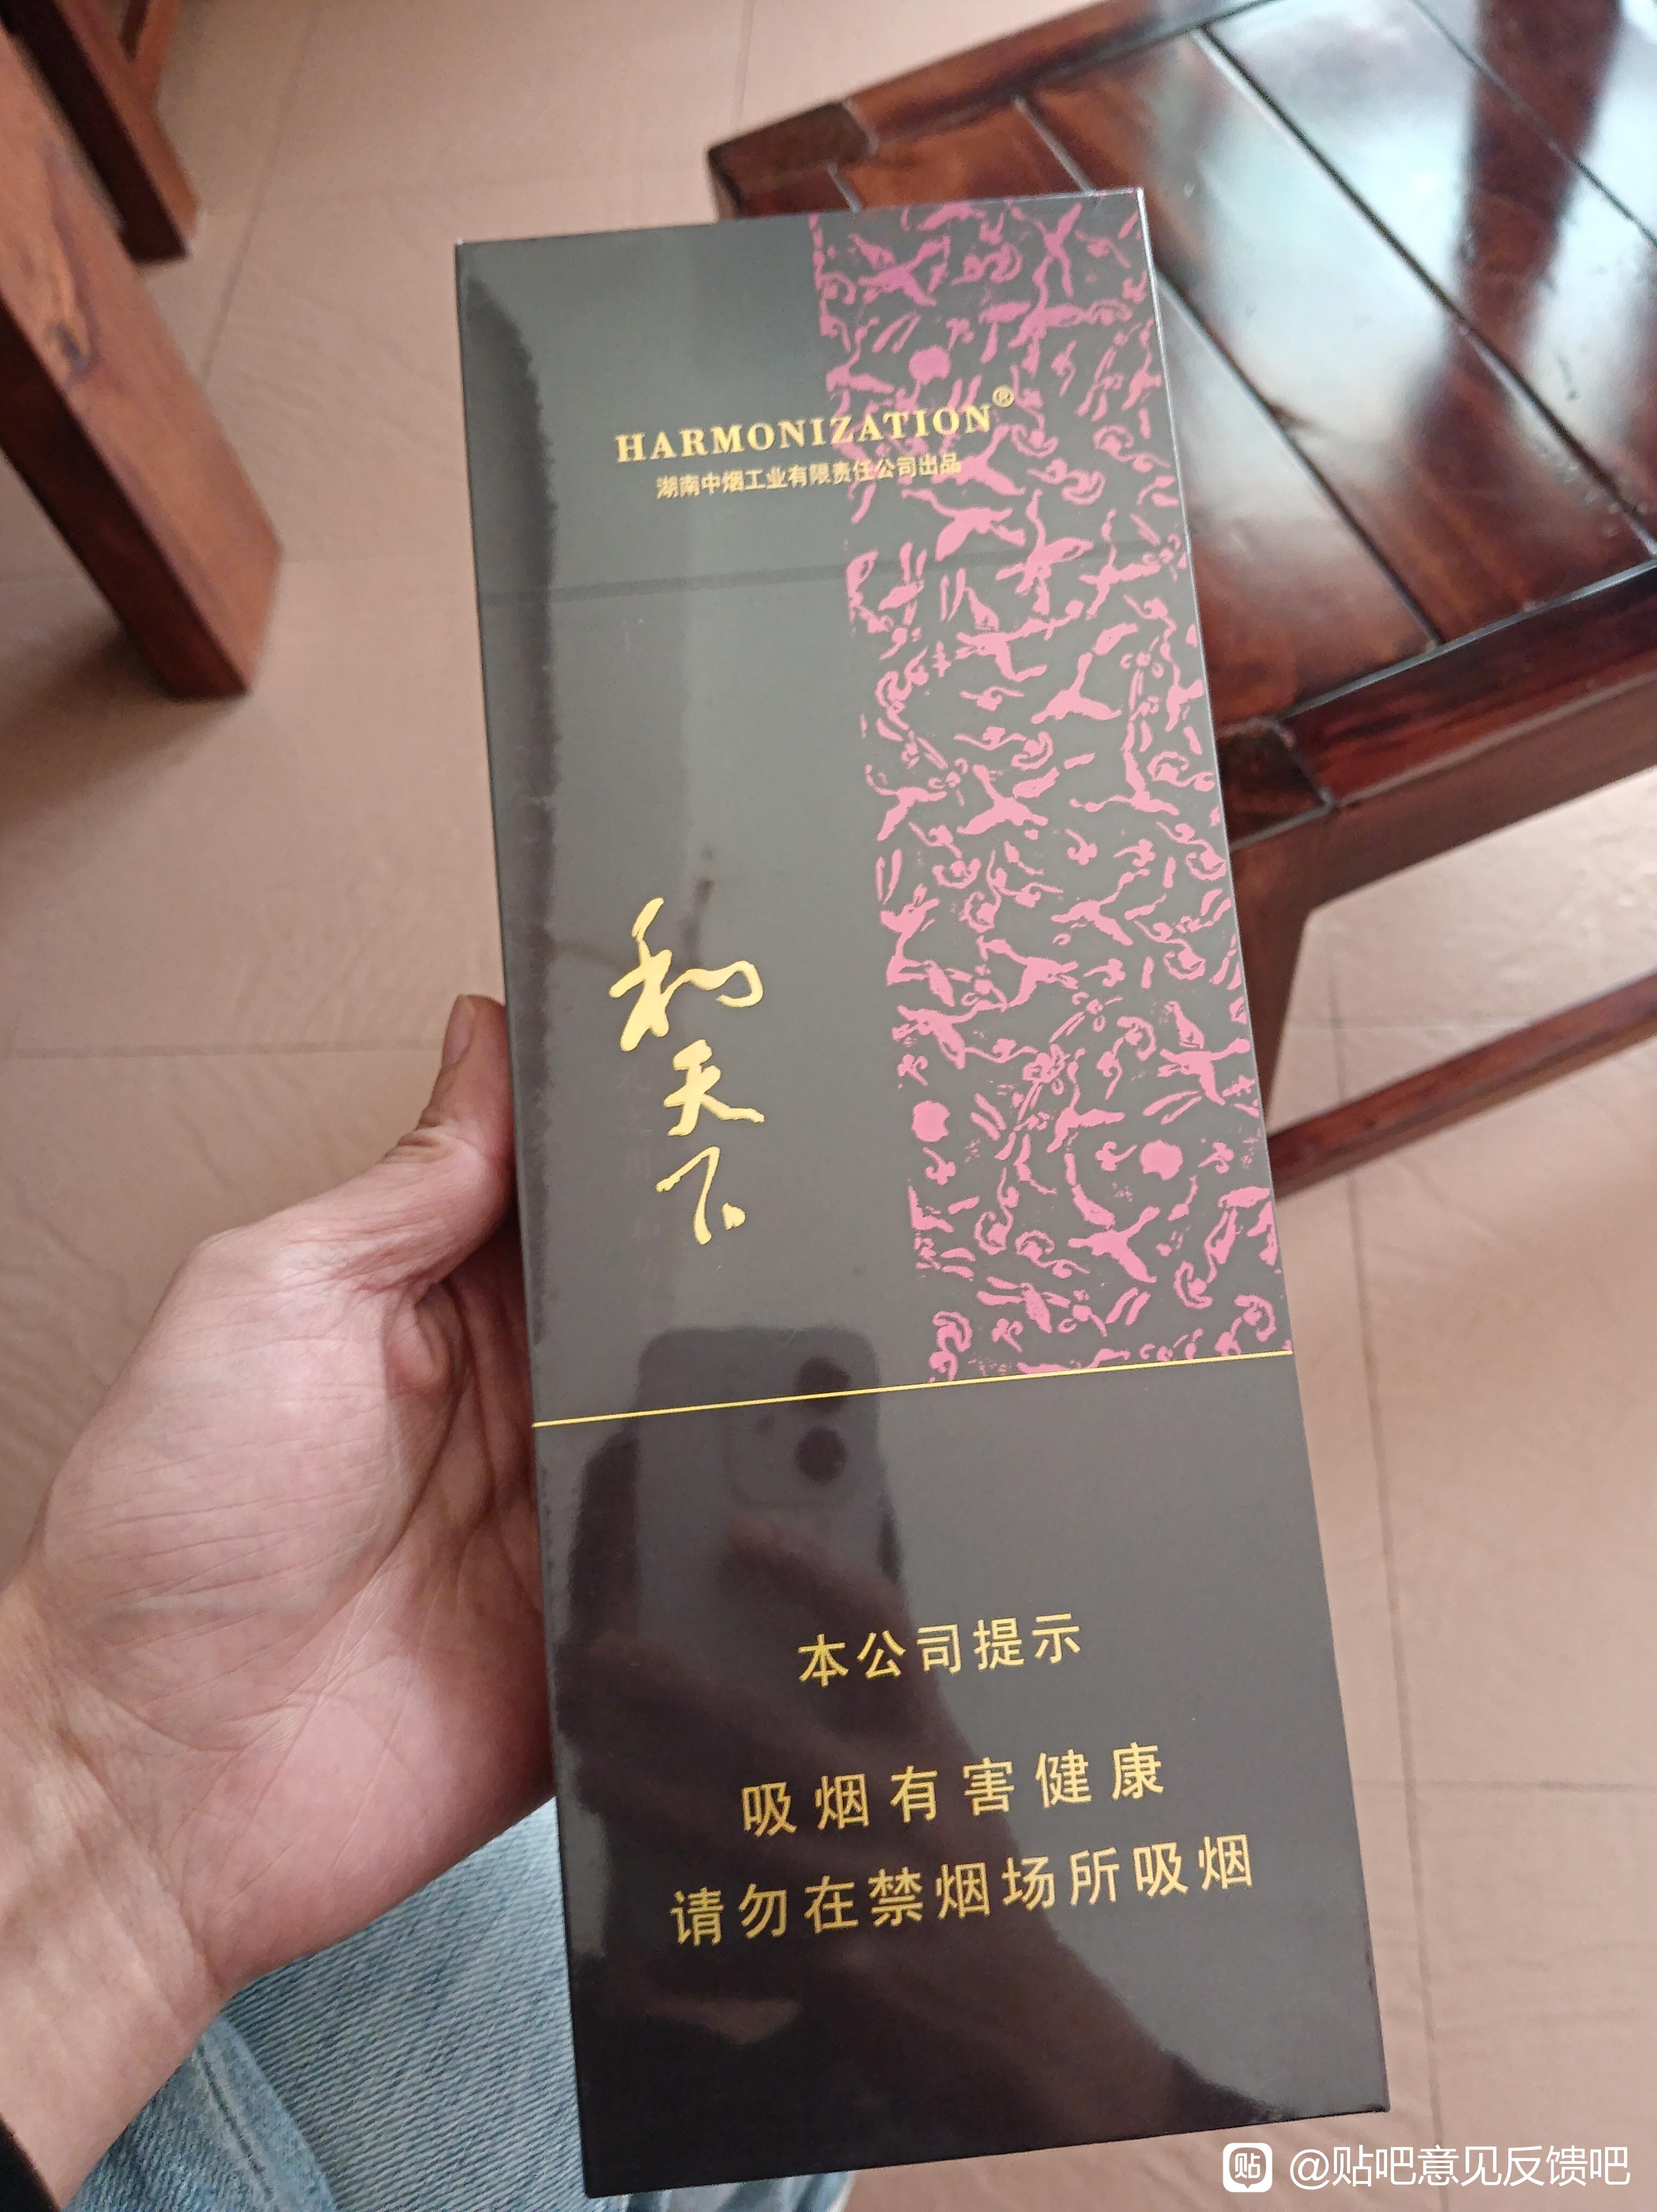 HARMONIZATION®
湖南中烟工业有限责任公司出品
和天下
本公司提示
吸烟有害健康
请勿在禁烟场所吸烟
贴 @贴吧意见反馈吧